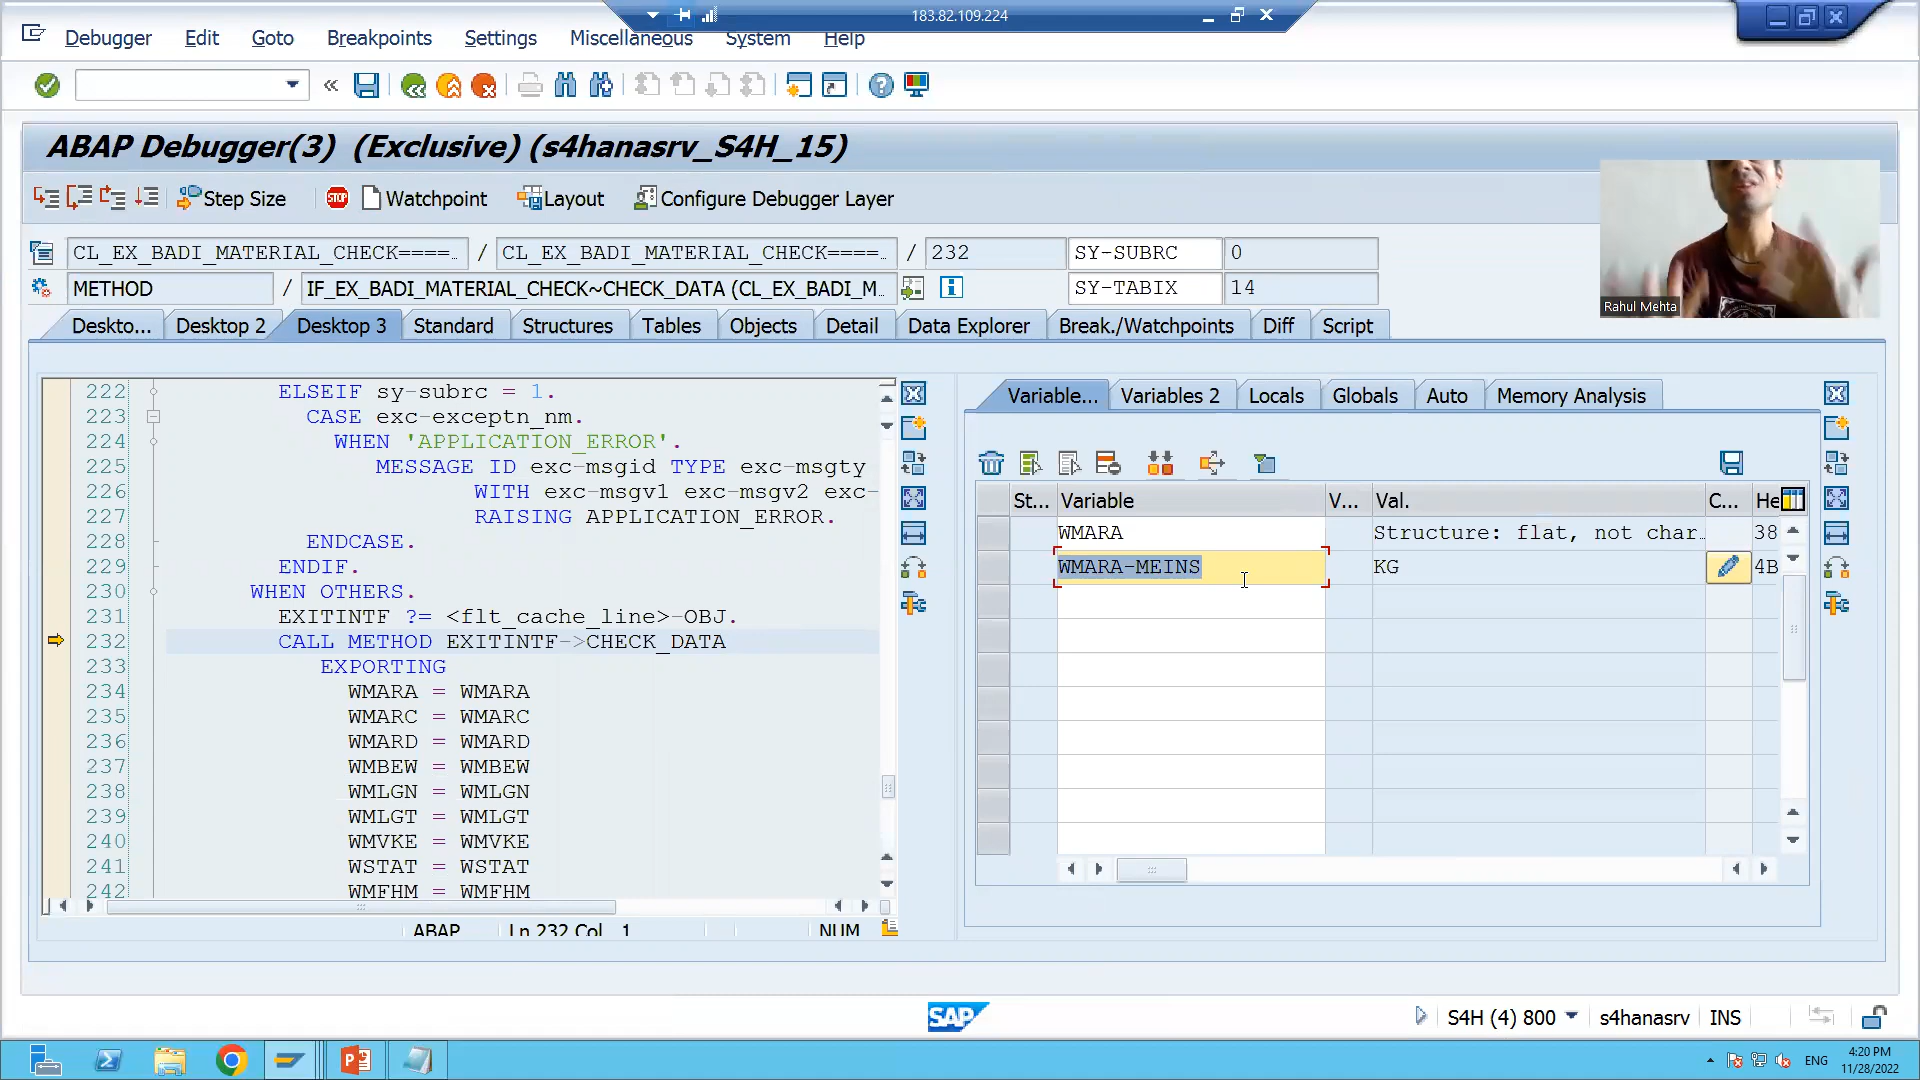 183.82.109.224
Debugger Edit Goto Breakpoints Settings Miscellaneous System Help
ABAP Debugger(3) (Exclusive) (s4hanasrv_S4H_15)
Step Size STOP Watchpoint Layout Configure Debugger Layer
CL_EX_BADI_MATERIAL_CHECK====… / CL_EX_BADI_MATERIAL_CHECK====… / 232 SY-SUBRC 0
METHOD / IF_EX_BADI_MATERIAL_CHECK~CHECK_DATA (CL_EX_BADI_M… SY-TABIX 14
Rahul Mehta
Deskto... Desktop 2 Desktop 3 Standard Structures Tables Objects Detail Data Explorer Break./Watchpoints Diff Script
222 ELSEIF sy-subrc = 1.
223 CASE exc-exceptn_nm.
224 WHEN 'APPLICATION_ERROR'.
225 MESSAGE ID exc-msgid TYPE exc-msgty
226 WITH exc-msgv1 exc-msgv2 exc-
227 RAISING APPLICATION_ERROR.
228 ENDCASE.
229 ENDIF.
230 WHEN OTHERS.
231 EXITINTF ?= <flt_cache_line>-OBJ.
232 CALL METHOD EXITINTF->CHECK_DATA
233 EXPORTING
234 WMARA = WMARA
235 WMARC = WMARC
236 WMARD = WMARD
237 WMBEW = WMBEW
238 WMLGN = WMLGN
239 WMLGT = WMLGT
240 WMVKE = WMVKE
241 WSTAT = WSTAT
242 WMFHM = WMFHM
ABAP Ln 232 Col 1 NUM
Variable... Variables 2 Locals Globals Auto Memory Analysis
St... Variable V... Val. C... He
WMARA Structure: flat, not char… 38
WMARA-MEINS KG 4B
SAP S4H (4) 800 s4hanasrv INS
ENG 4:20 PM
11/28/2022